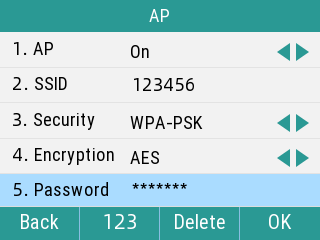 AP
1. AP On
2. SSID 123456
3. Security WPA-PSK
4. Encryption AES
5. Password *******
Back 123 Delete OK